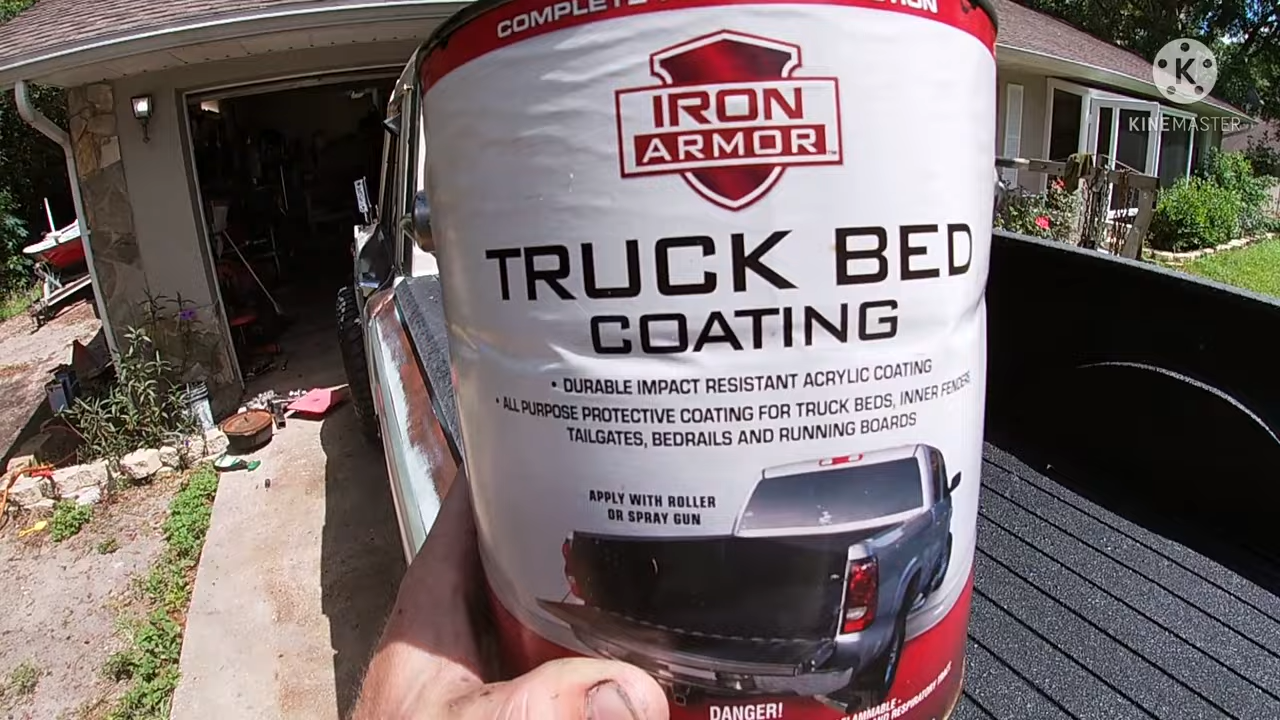 COMPLETE
IRON
ARMOR
TRUCK BED
COATING
• DURABLE IMPACT RESISTANT ACRYLIC COATING
• ALL PURPOSE PROTECTIVE COATING FOR TRUCK BEDS, INNER FENDERS
TAILGATES, BEDRAILS AND RUNNING BOARDS
APPLY WITH ROLLER
OR SPRAY GUN
DANGER!
K
KINEMASTER